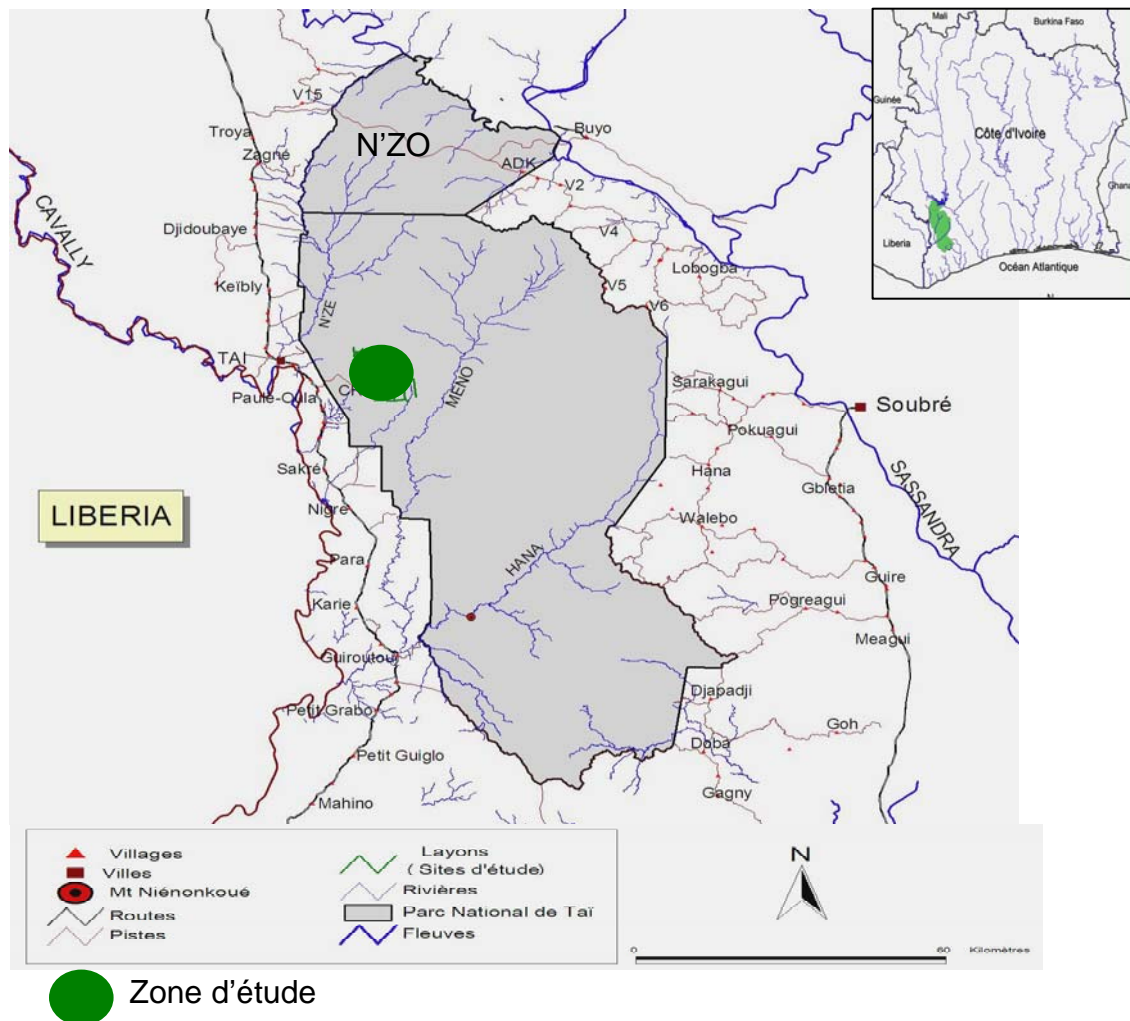 Mali
Burkina Faso
Guinée
Côte d'Ivoire
Ghana
Liberia
Océan Atlantique
N
V15
Troya
Zagné
N'ZO
Buyo
ADK
V2
CAVALLY
Djidoubaye
V4
Lobogba
Keïbly
V5
V6
N'ZE
TAI
MENO
Sarakagui
Paule-Oula
Soubré
Pokuagui
Sakré
Hana
Gbletia
SASSANDRA
Nigré
LIBERIA
Walebo
Para
HANA
Guire
Karie
Pogreagui
Meagui
Guiroutou
Djapadji
Petit Grabo
Goh
Doba
Petit Guiglo
Gagny
Mahino
Villages
Villes
Mt Niénonkoué
Routes
Pistes
Layons
( Sites d'étude)
Rivières
Parc National de Taï
Fleuves
N
0 60 Kilomètres
Zone d'étude